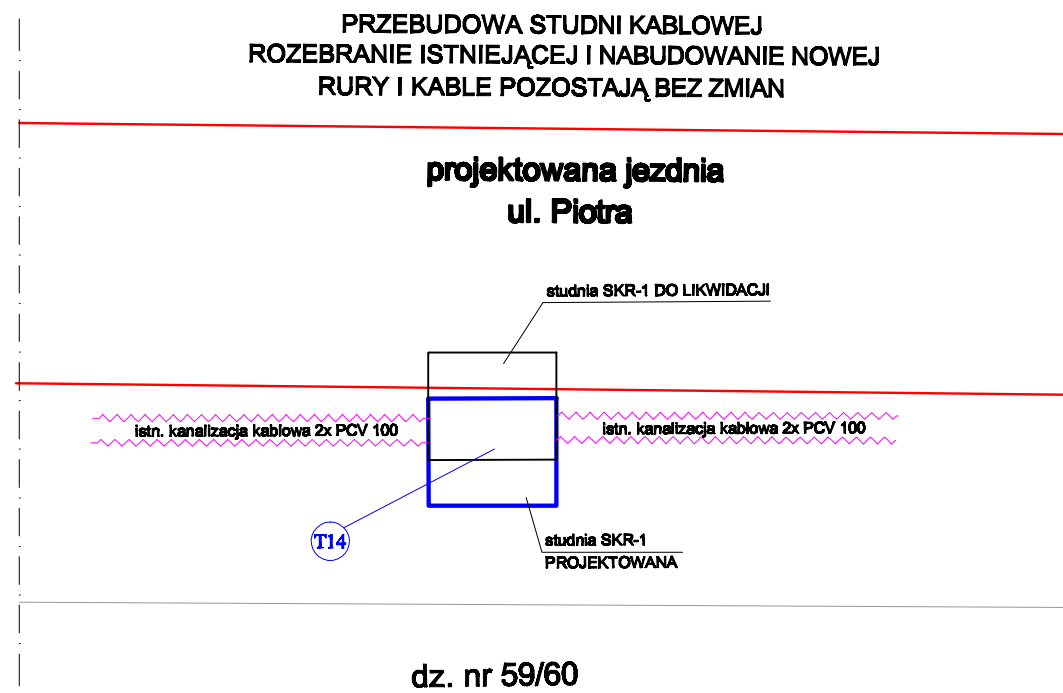 PRZEBUDOWA STUDNI KABLOWEJ
ROZEBRANIE ISTNIEJĄCEJ I NABUDOWANIE NOWEJ
RURY I KABLE POZOSTAJĄ BEZ ZMIAN
projektowana jezdnia
ul. Piotra
studnia SKR-1 DO LIKWIDACJI
istn. kanalizacja kablowa 2x PCV 100
istn. kanalizacja kablowa 2x PCV 100
T14
studnia SKR-1
PROJEKTOWANA
dz. nr 59/60